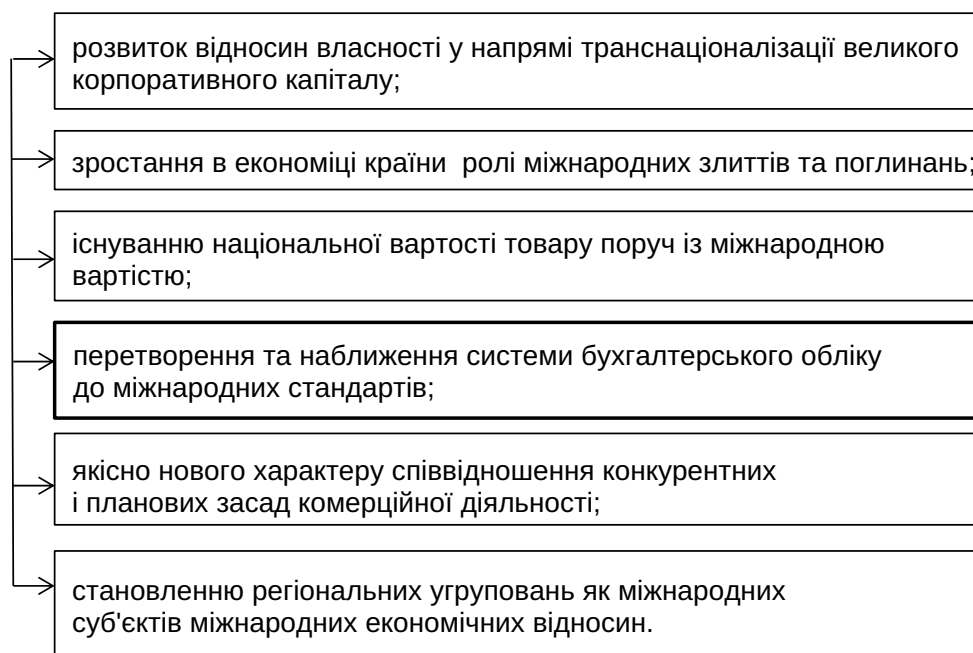 розвиток відносин власності у напрямі транснаціоналізації великого
корпоративного капіталу;
зростання в економіці країни ролі міжнародних злиттів та поглинань;
існуванню національної вартості товару поруч із міжнародною
вартістю;
перетворення та наближення системи бухгалтерського обліку
до міжнародних стандартів;
якісно нового характеру співвідношення конкурентних
і планових засад комерційної діяльності;
становленню регіональних угруповань як міжнародних
суб'єктів міжнародних економічних відносин.